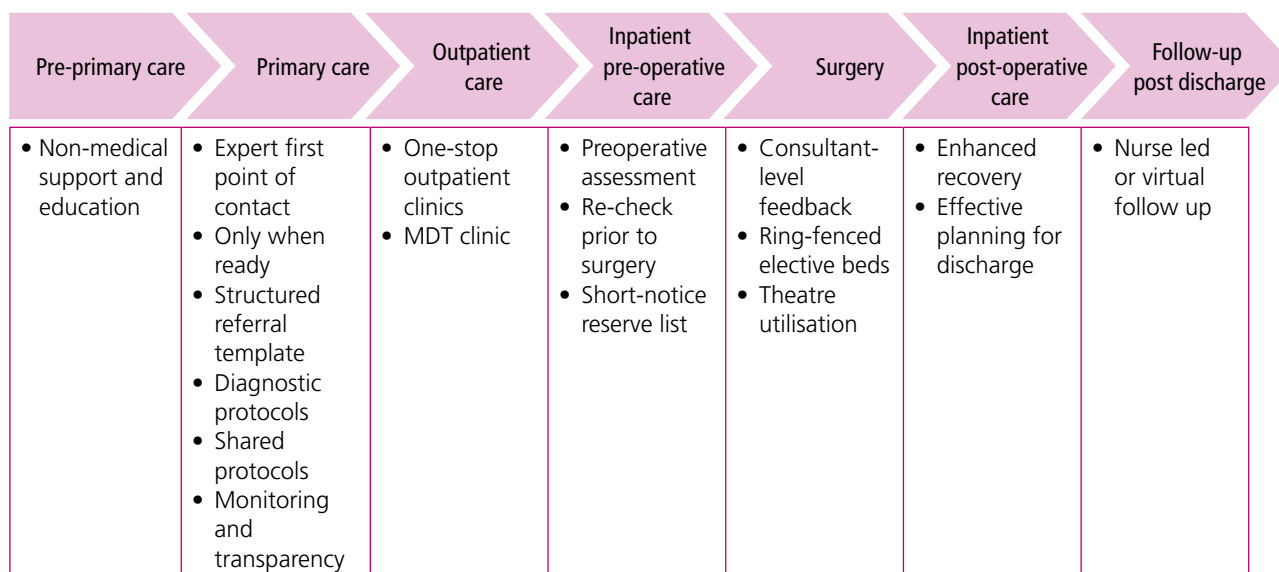 Pre-primary care
Primary care
Outpatient
care
Inpatient
pre-operative
care
Surgery
Inpatient
post-operative
care
Follow-up
post discharge
• Non-medical
support and
education
• Expert first
point of
contact
• Only when
ready
• Structured
referral
template
• Diagnostic
protocols
• Shared
protocols
• Monitoring
and
transparency
• One-stop
outpatient
clinics
• MDT clinic
• Preoperative
assessment
• Re-check
prior to
surgery
• Short-notice
reserve list
• Consultant-
level
feedback
• Ring-fenced
elective beds
• Theatre
utilisation
• Enhanced
recovery
• Effective
planning for
discharge
• Nurse led
or virtual
follow up